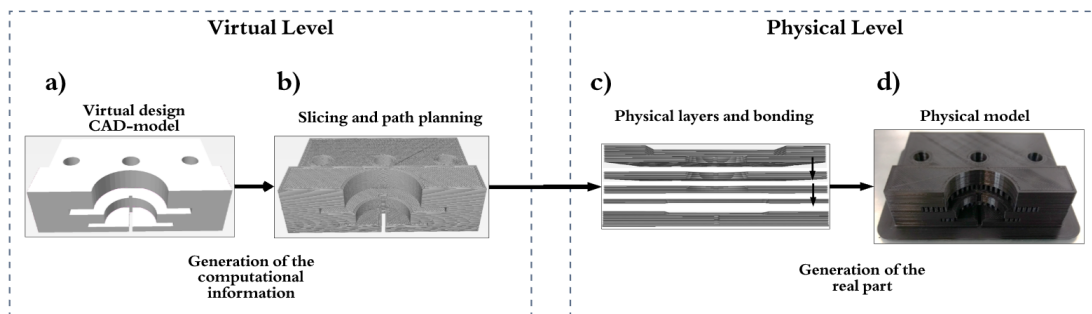 Virtual Level
Physical Level
a)
b)
c)
d)
Virtual design
CAD-model
Slicing and path planning
Physical layers and bonding
Physical model
Generation of the
computational
information
Generation of the
real part